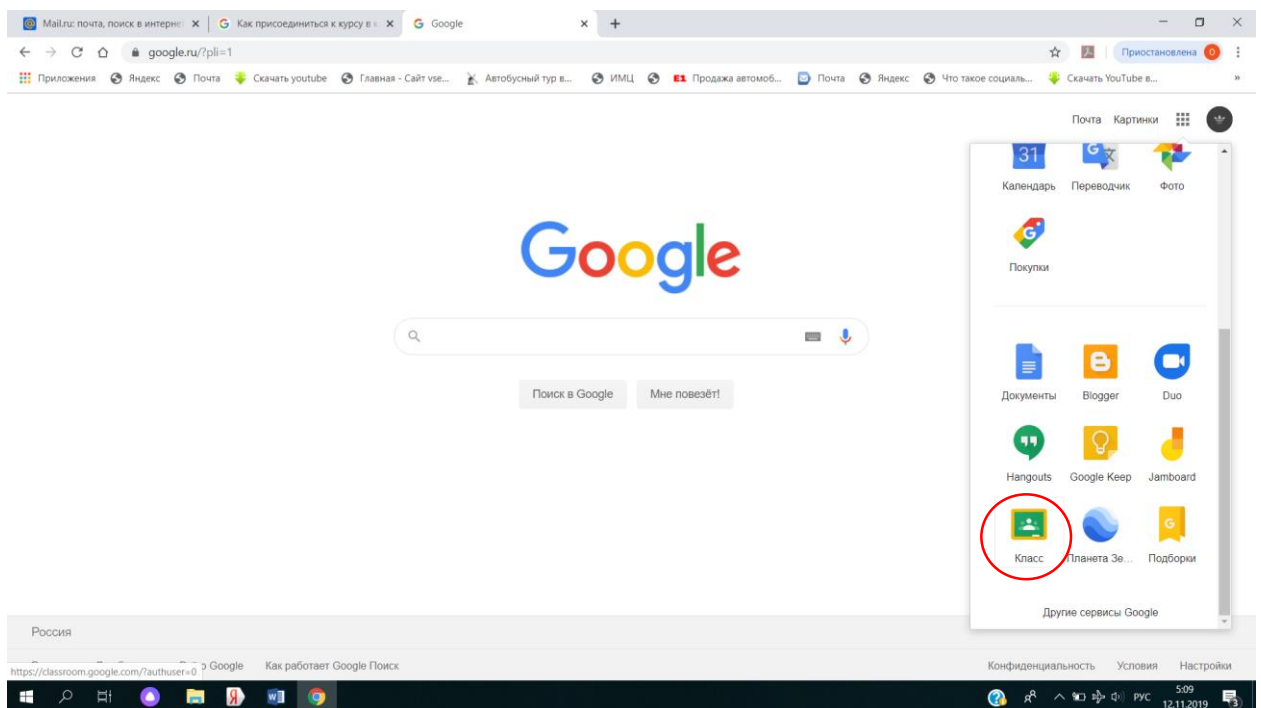 Mail.ru: почта, поиск в интернет
Как присоединиться к курсу в к
Google
google.ru/?pli=1
Приостановлена
О
Приложения
Яндекс
Почта
Скачать youtube
Главная - Сайт vse...
Автобусный тур в...
ИМЦ
E1 Продажа автомоб...
Почта
Яндекс
Что такое социаль...
Скачать YouTube в...
»
Почта Картинки
31
G
Календарь Переводчик Фото
Google
G
Покупки
Документы Blogger Duo
Поиск в Google Мне повезёт!
Hangouts Google Keep Jamboard
G
Класс Планета Зе... Подборки
Другие сервисы Google
Россия
Google Как работает Google Поиск
Конфиденциальность Условия Настройки
https://classroom.google.com/?authuser=0
РУС
5:09
12.11.2019
3